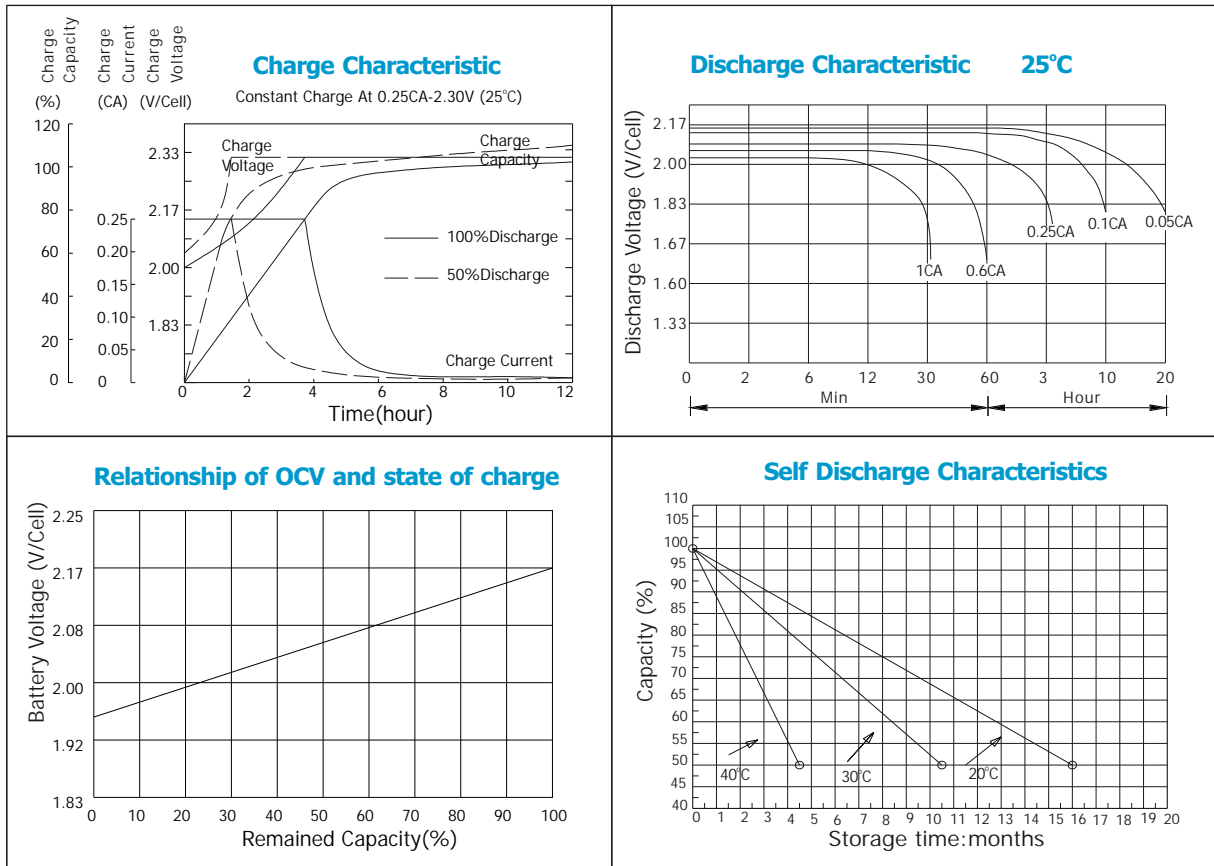 Charge Capacity
Charge Current
Charge Voltage
(%) (CA) (V/Cell)
Charge Characteristic
Constant Charge At 0.25CA-2.30V (25°C)
120
100
80
60
40
20
0
0.25
0.20
0.15
0.10
0.05
0
2.33
2.17
2.00
1.83
Charge Voltage
Charge Capacity
100%Discharge
50%Discharge
Charge Current
0 2 4 6 8 10 12
Time(hour)
Discharge Characteristic 25°C
Discharge Voltage (V/Cell)
2.17
2.00
1.83
1.67
1.60
1.33
1CA
0.6CA
0.25CA
0.1CA
0.05CA
0 2 6 12 30 60 3 10 20
Min Hour
Relationship of OCV and state of charge
Battery Voltage (V/Cell)
2.25
2.17
2.08
2.00
1.92
1.83
0 10 20 30 40 50 60 70 80 90 100
Remained Capacity(%)
Self Discharge Characteristics
Capacity (%)
110
105
100
95
90
85
80
75
70
65
60
55
50
45
40
40°C
30°C
20°C
0 1 2 3 4 5 6 7 8 9 10 11 12 13 14 15 16 17 18 19 20
Storage time:months